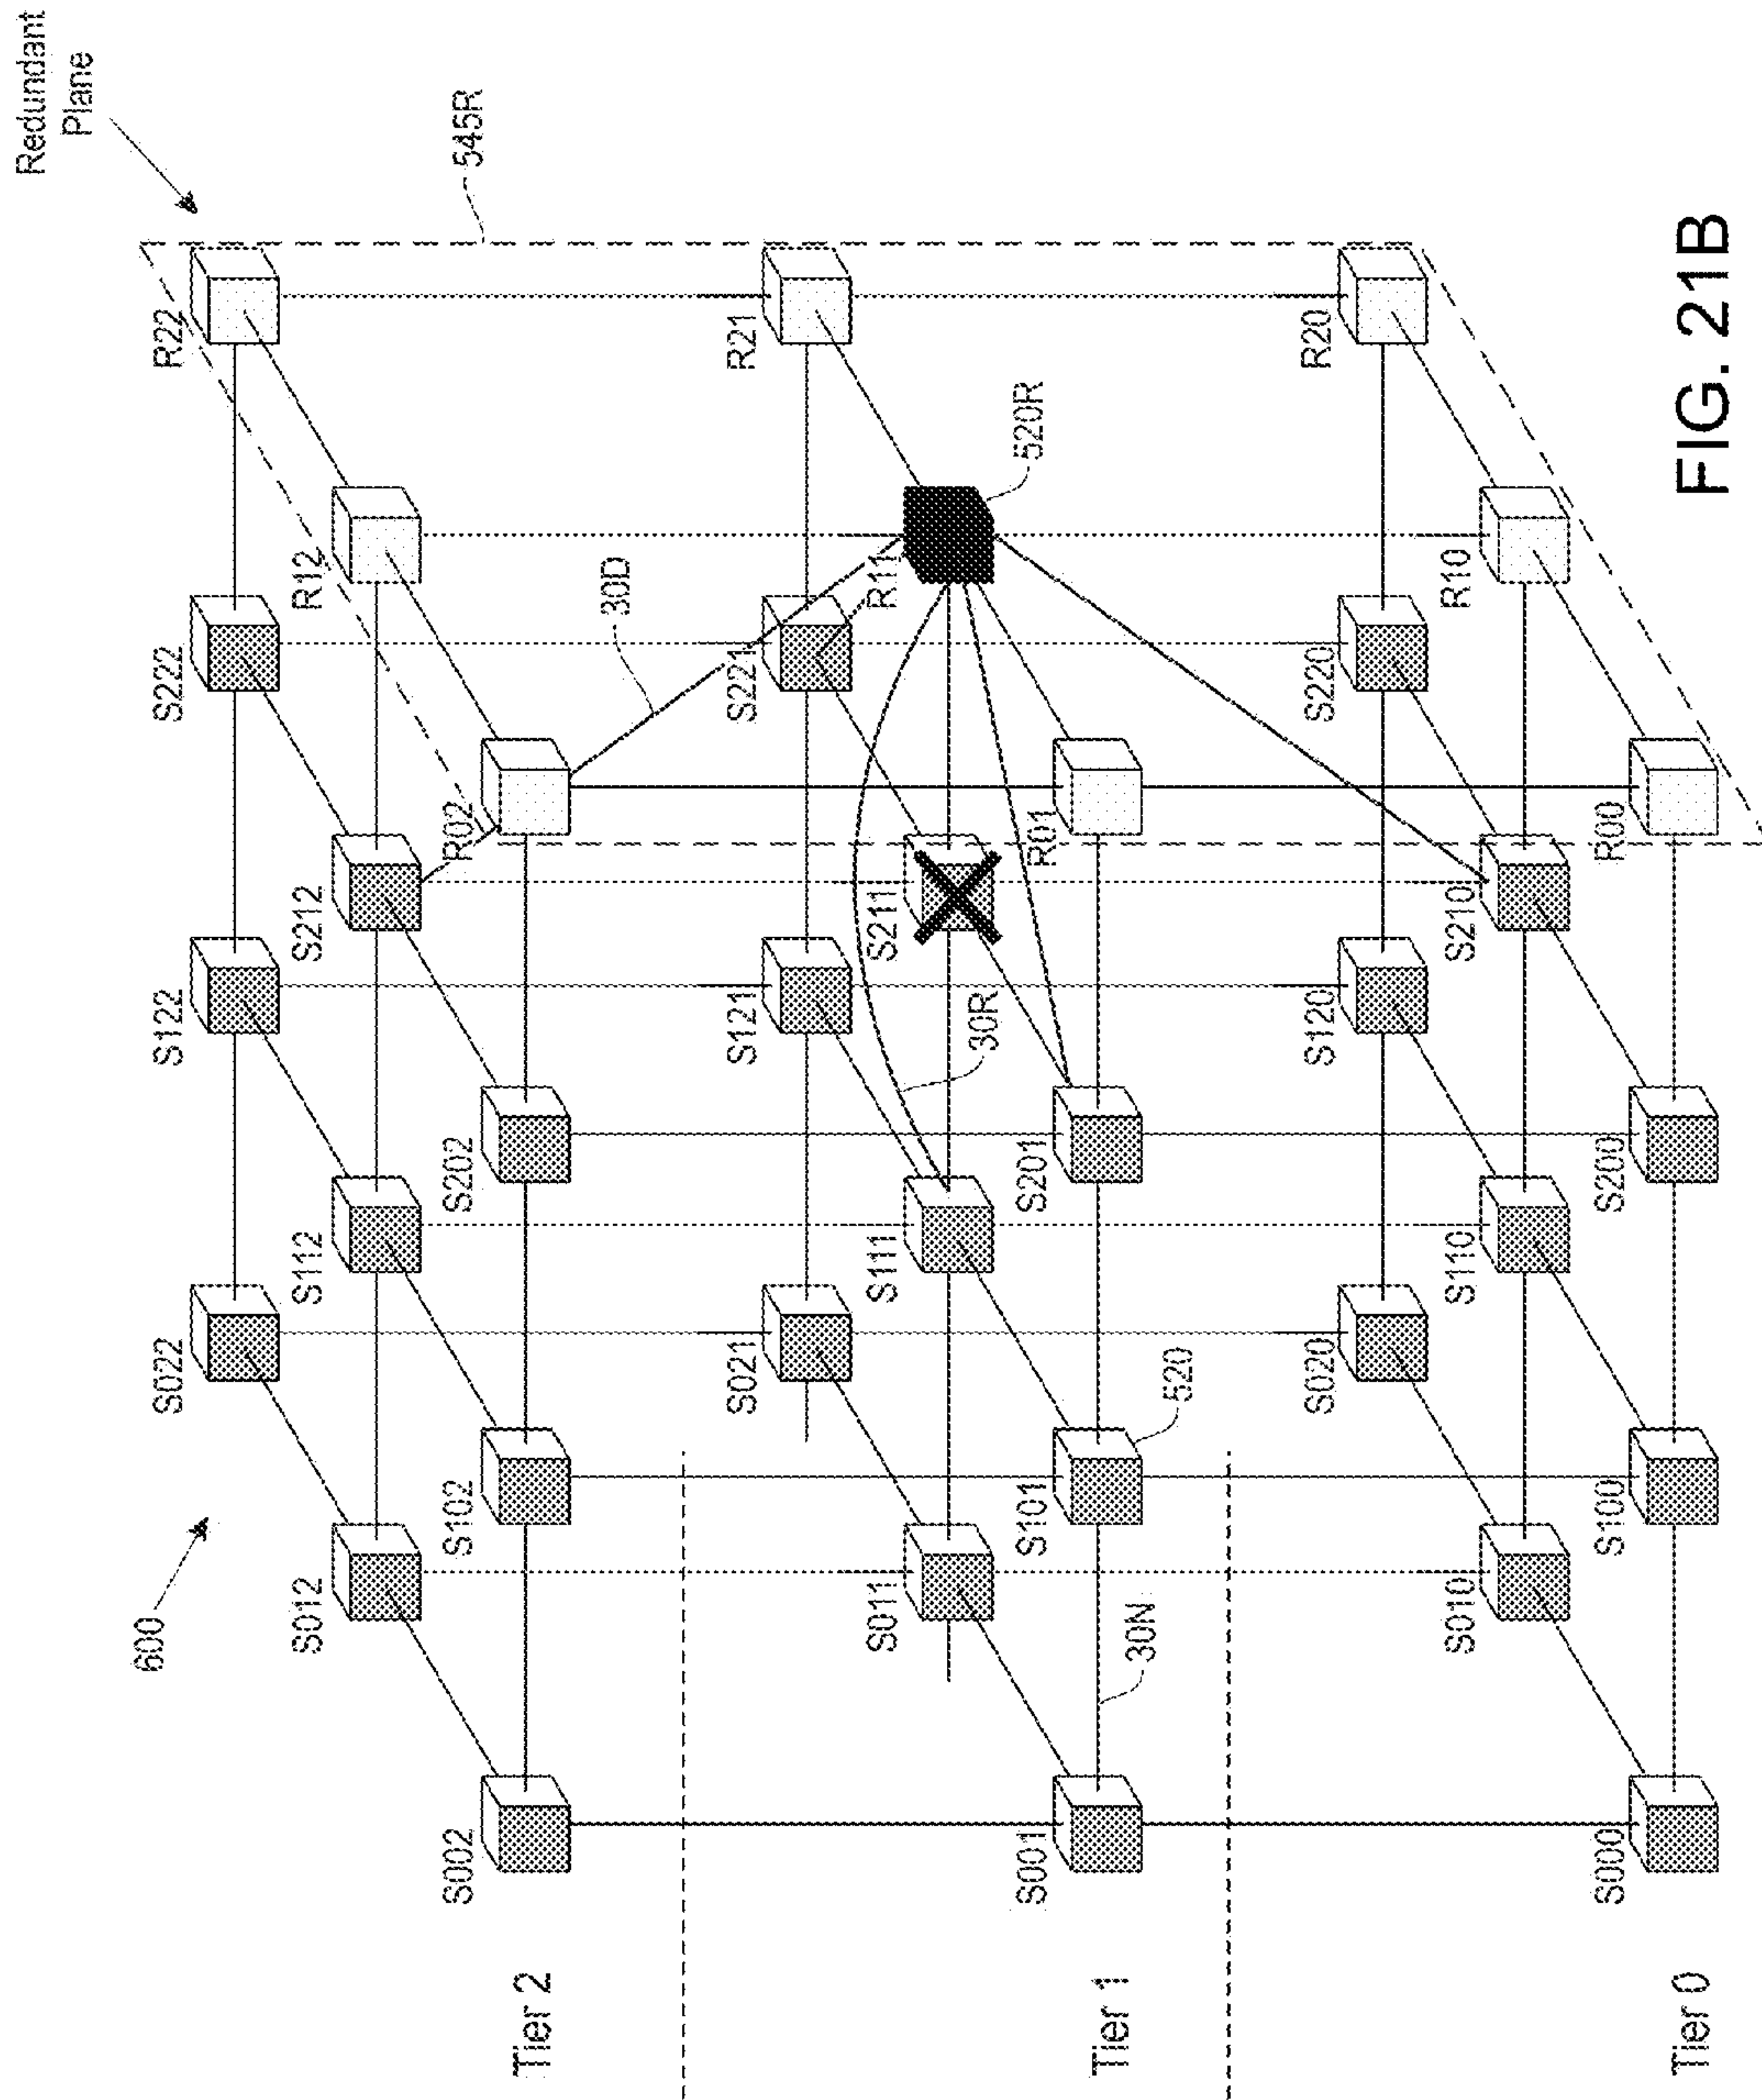 Redundant
Plane
600
545R
S022
S122
S222
R22
S012
S112
S212
R12
S002
S102
S202
R02
30D
Tier 2
S021
S121
S221
R21
S011
S111
S211
R11
520R
30R
S001
S101
S201
R01
30N
520
Tier 1
S020
S120
S220
R20
S010
S110
S210
R10
S000
S100
S200
R00
Tier 0
FIG. 21B